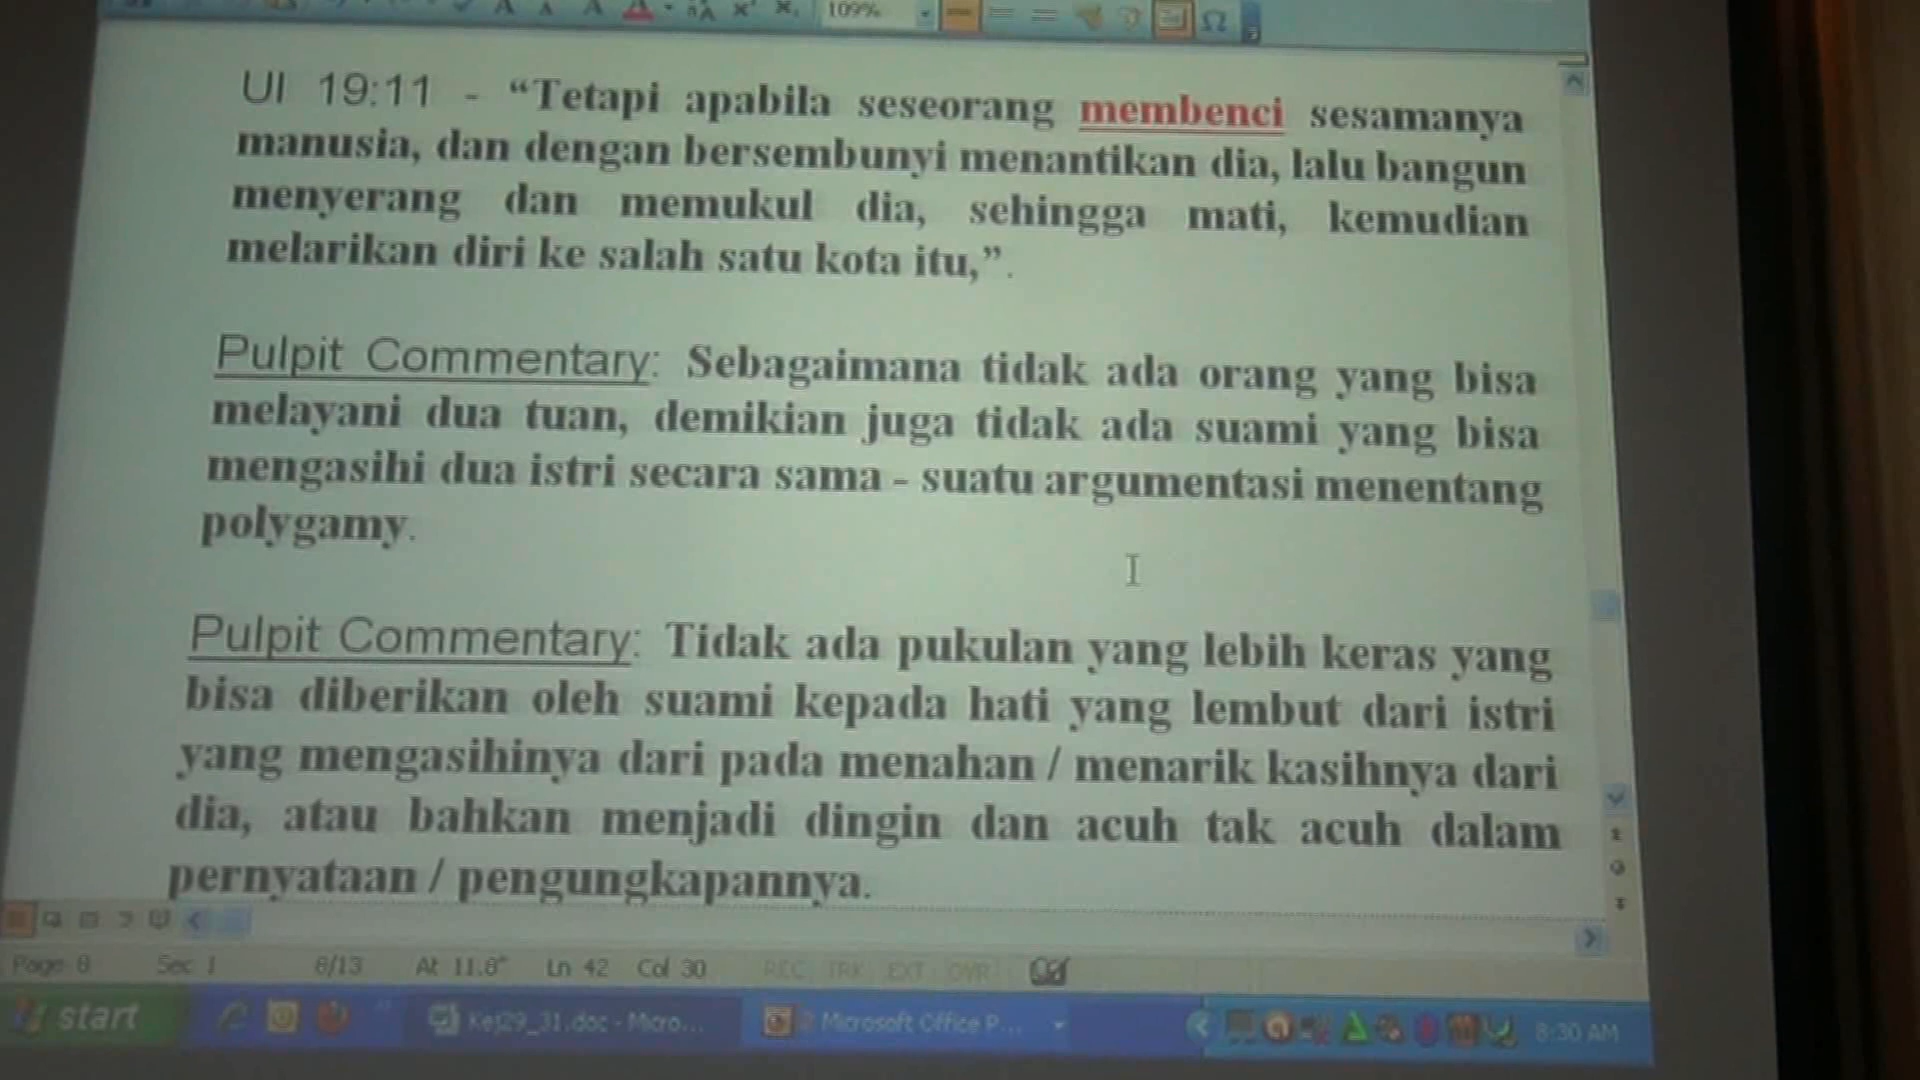 109%
Ul 19:11 - “Tetapi apabila seseorang membenci sesamanya
manusia, dan dengan bersembunyi menantikan dia, lalu bangun
menyerang dan memukul dia, sehingga mati, kemudian
melarikan diri ke salah satu kota itu,”.
Pulpit Commentary: Sebagaimana tidak ada orang yang bisa
melayani dua tuan, demikian juga tidak ada suami yang bisa
mengasihi dua istri secara sama - suatu argumentasi menentang
polygamy.
Pulpit Commentary: Tidak ada pukulan yang lebih keras yang
bisa diberikan oleh suami kepada hati yang lembut dari istri
yang mengasihinya dari pada menahan / menarik kasihnya dari
dia, atau bahkan menjadi dingin dan acuh tak acuh dalam
pernyataan / pengungkapannya.
Page 8 Sec 1 8/13 At 11.8" Ln 42 Col 30 REC TRK EXT OVR
start Kej29_31.doc - Micro... 2 Microsoft Office P... 8:30 AM